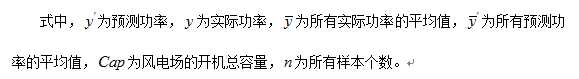 式中，y'为预测功率，y为实际功率，y̅为所有实际功率的平均值，y̅'为所有预测功
率的平均值，Cap为风电场的开机总容量，n为所有样本个数。↵